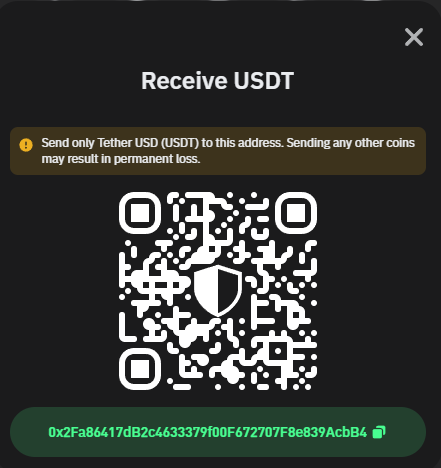 Receive USDT
Send only Tether USD (USDT) to this address. Sending any other coins
may result in permanent loss.
0x2Fa86417dB2c4633379f00F672707F8e839AcbB4